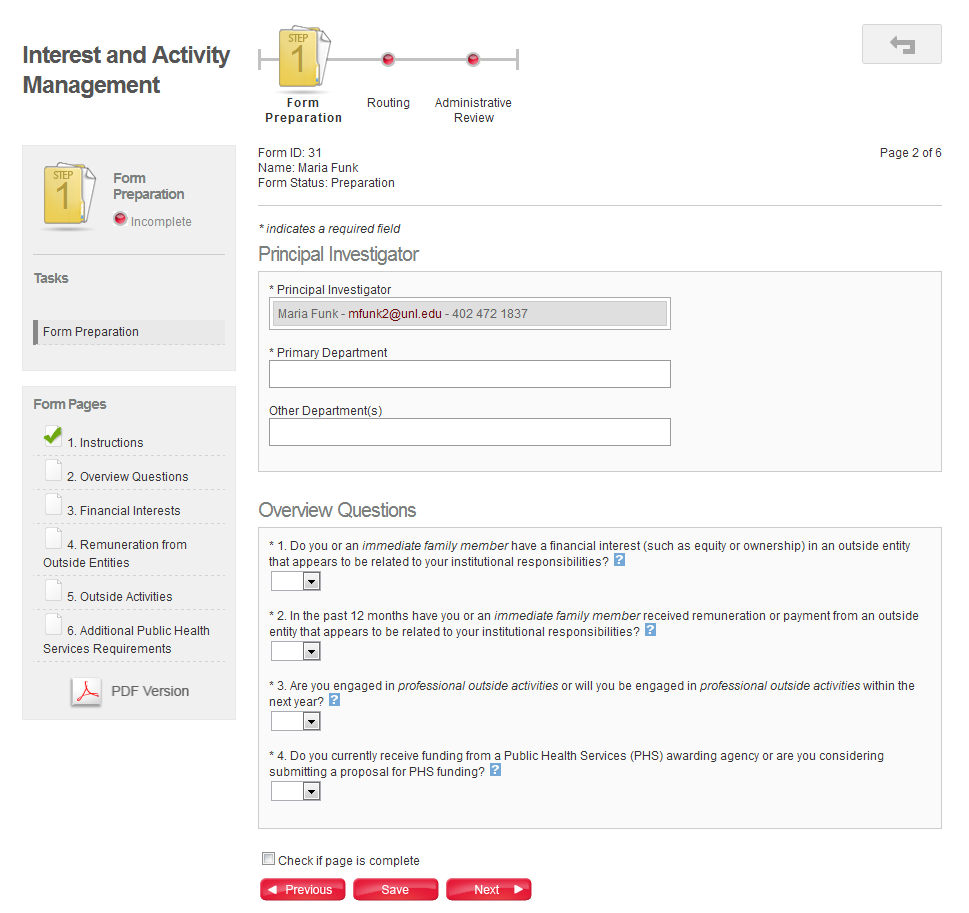 Interest and Activity
Management
STEP
1
Form
Preparation
Routing
Administrative
Review
STEP
1
Form
Preparation
Incomplete
Tasks
Form Preparation
Form Pages
1. Instructions
2. Overview Questions
3. Financial Interests
4. Remuneration from
Outside Entities
5. Outside Activities
6. Additional Public Health
Services Requirements
PDF Version
Form ID: 31
Page 2 of 6
Name: Maria Funk
Form Status: Preparation
* indicates a required field
Principal Investigator
* Principal Investigator
Maria Funk - mfunk2@unl.edu - 402 472 1837
* Primary Department
Other Department(s)
Overview Questions
* 1. Do you or an immediate family member have a financial interest (such as equity or ownership) in an outside entity
that appears to be related to your institutional responsibilities? ?
* 2. In the past 12 months have you or an immediate family member received remuneration or payment from an outside
entity that appears to be related to your institutional responsibilities? ?
* 3. Are you engaged in professional outside activities or will you be engaged in professional outside activities within the
next year? ?
* 4. Do you currently receive funding from a Public Health Services (PHS) awarding agency or are you considering
submitting a proposal for PHS funding? ?
Check if page is complete
Previous
Save
Next